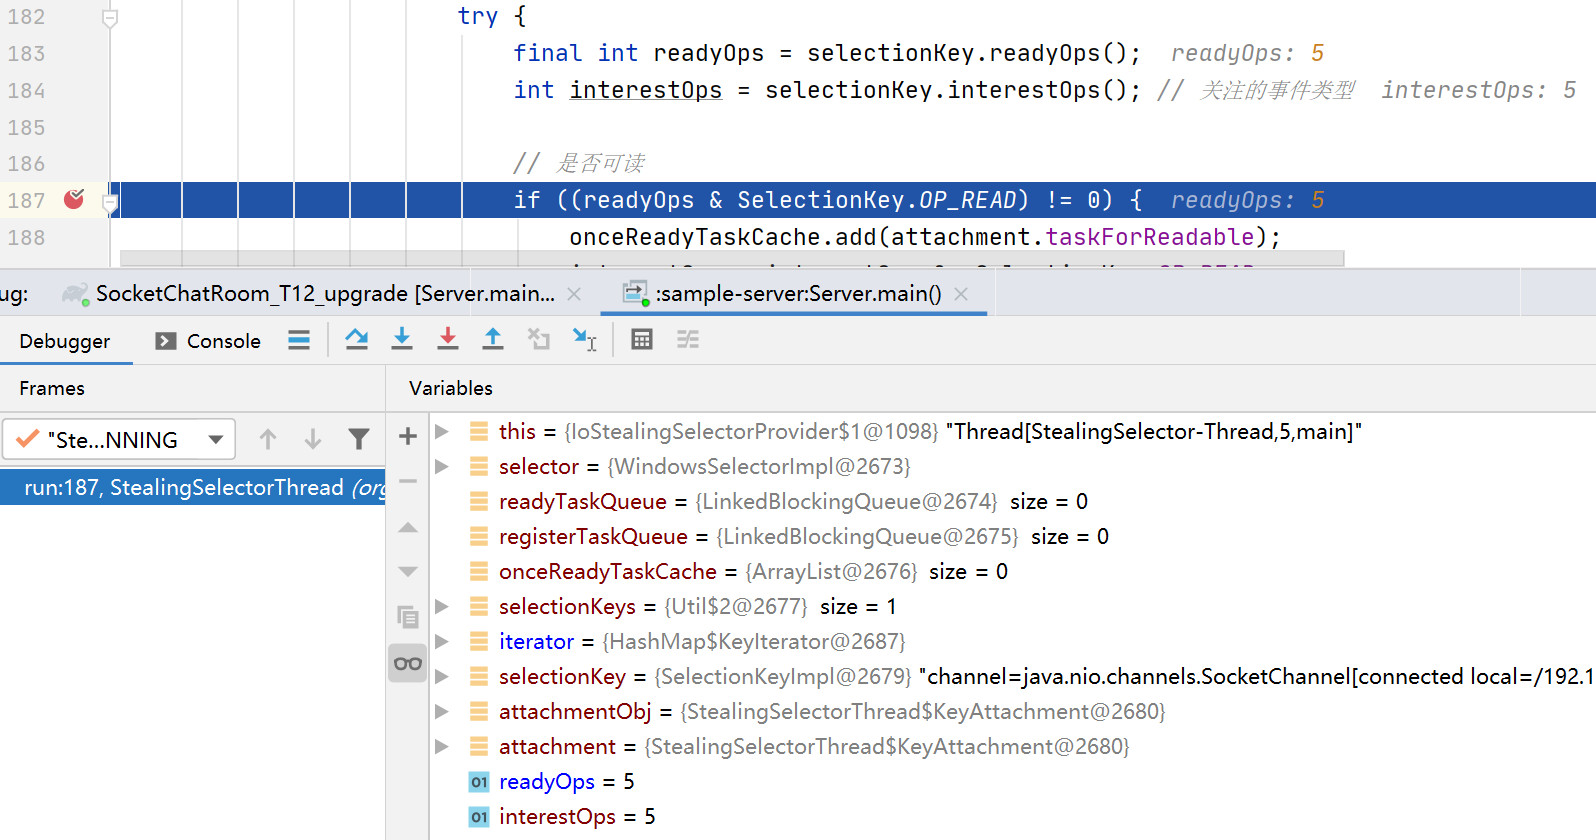 182 try {
183 final int readyOps = selectionKey.readyOps(); readyOps: 5
184 int interestOps = selectionKey.interestOps(); // 关注的事件类型 interestOps: 5
185
186 // 是否可读
187 if ((readyOps & SelectionKey.OP_READ) != 0) { readyOps: 5
188 onceReadyTaskCache.add(attachment.taskForReadable);
ug: SocketChatRoom_T12_upgrade [Server.main... :sample-server:Server.main()
Debugger Console
Frames Variables
"Ste...NNING
run:187, StealingSelectorThread (org
this = {IoStealingSelectorProvider$1@1098} "Thread[StealingSelector-Thread,5,main]"
selector = {WindowsSelectorImpl@2673}
readyTaskQueue = {LinkedBlockingQueue@2674} size = 0
registerTaskQueue = {LinkedBlockingQueue@2675} size = 0
onceReadyTaskCache = {ArrayList@2676} size = 0
selectionKeys = {Util$2@2677} size = 1
iterator = {HashMap$KeyIterator@2687}
selectionKey = {SelectionKeyImpl@2679} "channel=java.nio.channels.SocketChannel[connected local=/192.1
attachmentObj = {StealingSelectorThread$KeyAttachment@2680}
attachment = {StealingSelectorThread$KeyAttachment@2680}
01 readyOps = 5
01 interestOps = 5